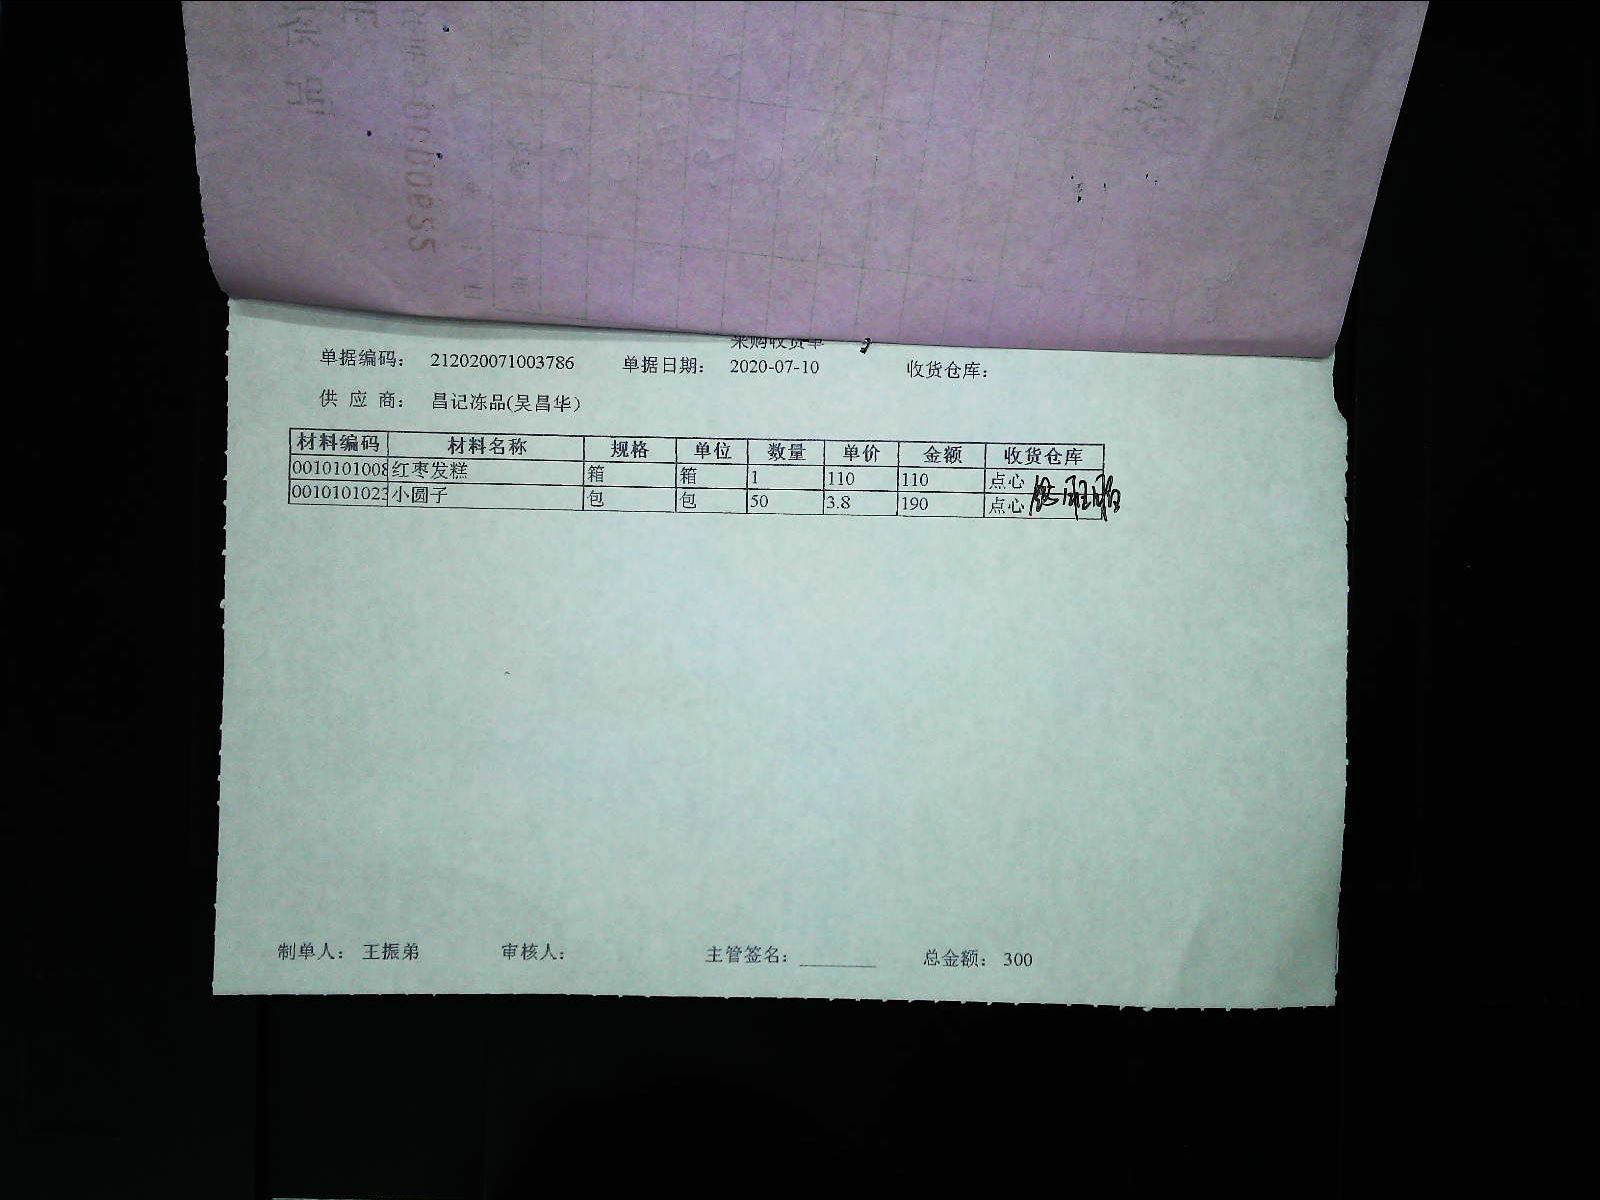 采购收货单
单据编码： 212020071003786 单据日期： 2020-07-10 收货仓库：
供 应 商： 昌记冻品(吴昌华)
材料编码 材料名称 规格 单位 数量 单价 金额 收货仓库
0010101008 红枣发糕 箱 箱 1 110 110 点心
0010101023 小圆子 包 包 50 3.8 190 点心
制单人： 王振弟 审核人： 主管签名： 总金额： 300